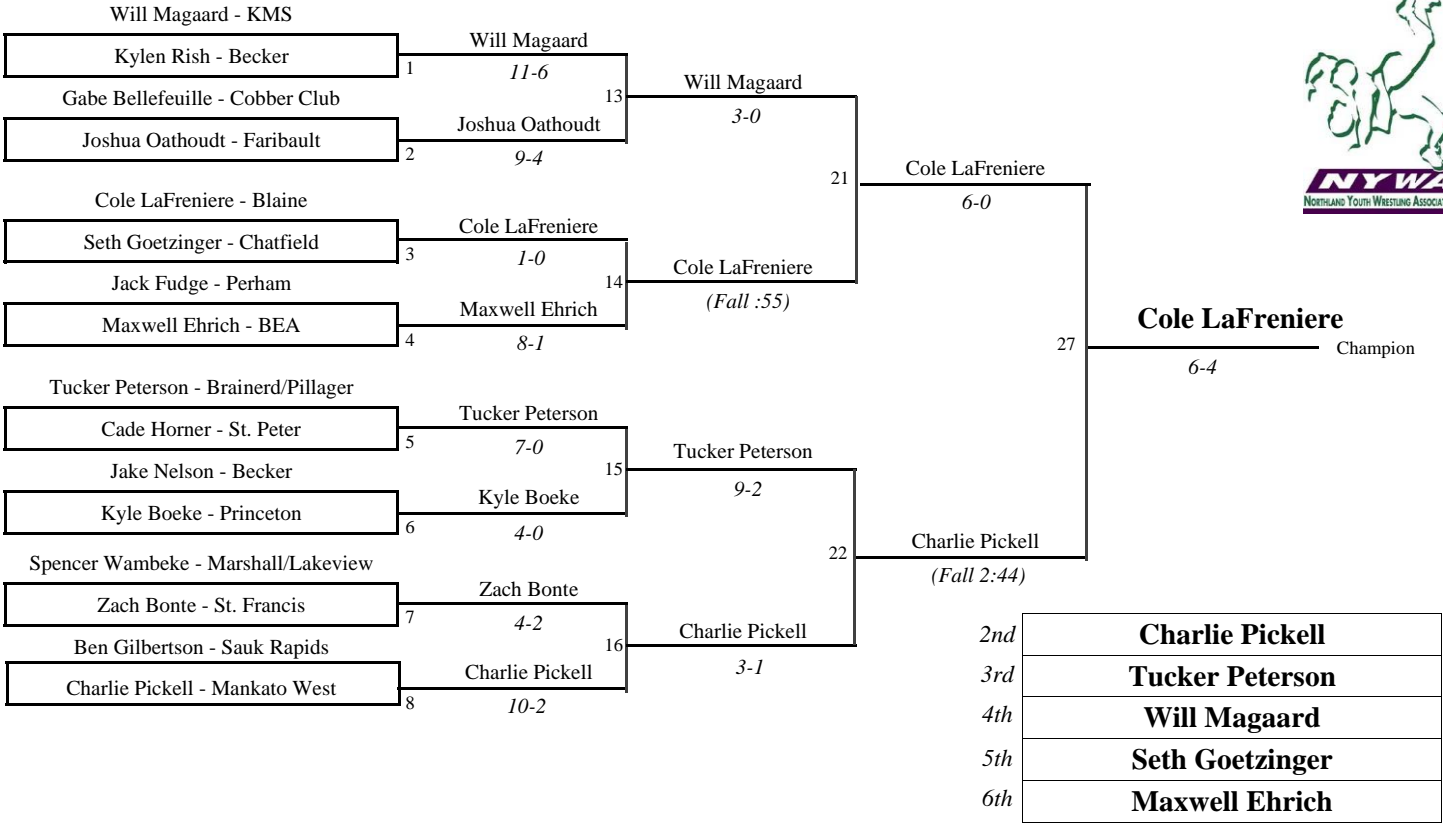 Will Magaard - KMS
Kylen Rish - Becker
1
Gabe Bellefeuille - Cobber Club
Joshua Oathoudt - Faribault
2
Cole LaFreniere - Blaine
Seth Goetzinger - Chatfield
3
Jack Fudge - Perham
Maxwell Ehrich - BEA
4
Tucker Peterson - Brainerd/Pillager
Cade Horner - St. Peter
5
Jake Nelson - Becker
Kyle Boeke - Princeton
6
Spencer Wambeke - Marshall/Lakeview
Zach Bonte - St. Francis
7
Ben Gilbertson - Sauk Rapids
Charlie Pickell - Mankato West
8
Will Magaard
11-6
13
Joshua Oathoudt
9-4
Cole LaFreniere
1-0
14
Maxwell Ehrich
8-1
Tucker Peterson
7-0
15
Kyle Boeke
4-0
Zach Bonte
4-2
16
Charlie Pickell
10-2
Will Magaard
3-0
21
Cole LaFreniere
(Fall :55)
Tucker Peterson
9-2
22
Charlie Pickell
3-1
Cole LaFreniere
6-0
27
Charlie Pickell
(Fall 2:44)
Cole LaFreniere
6-4
Champion
NYWA
Northland Youth Wrestling
2nd Charlie Pickell
3rd Tucker Peterson
4th Will Magaard
5th Seth Goetzinger
6th Maxwell Ehrich